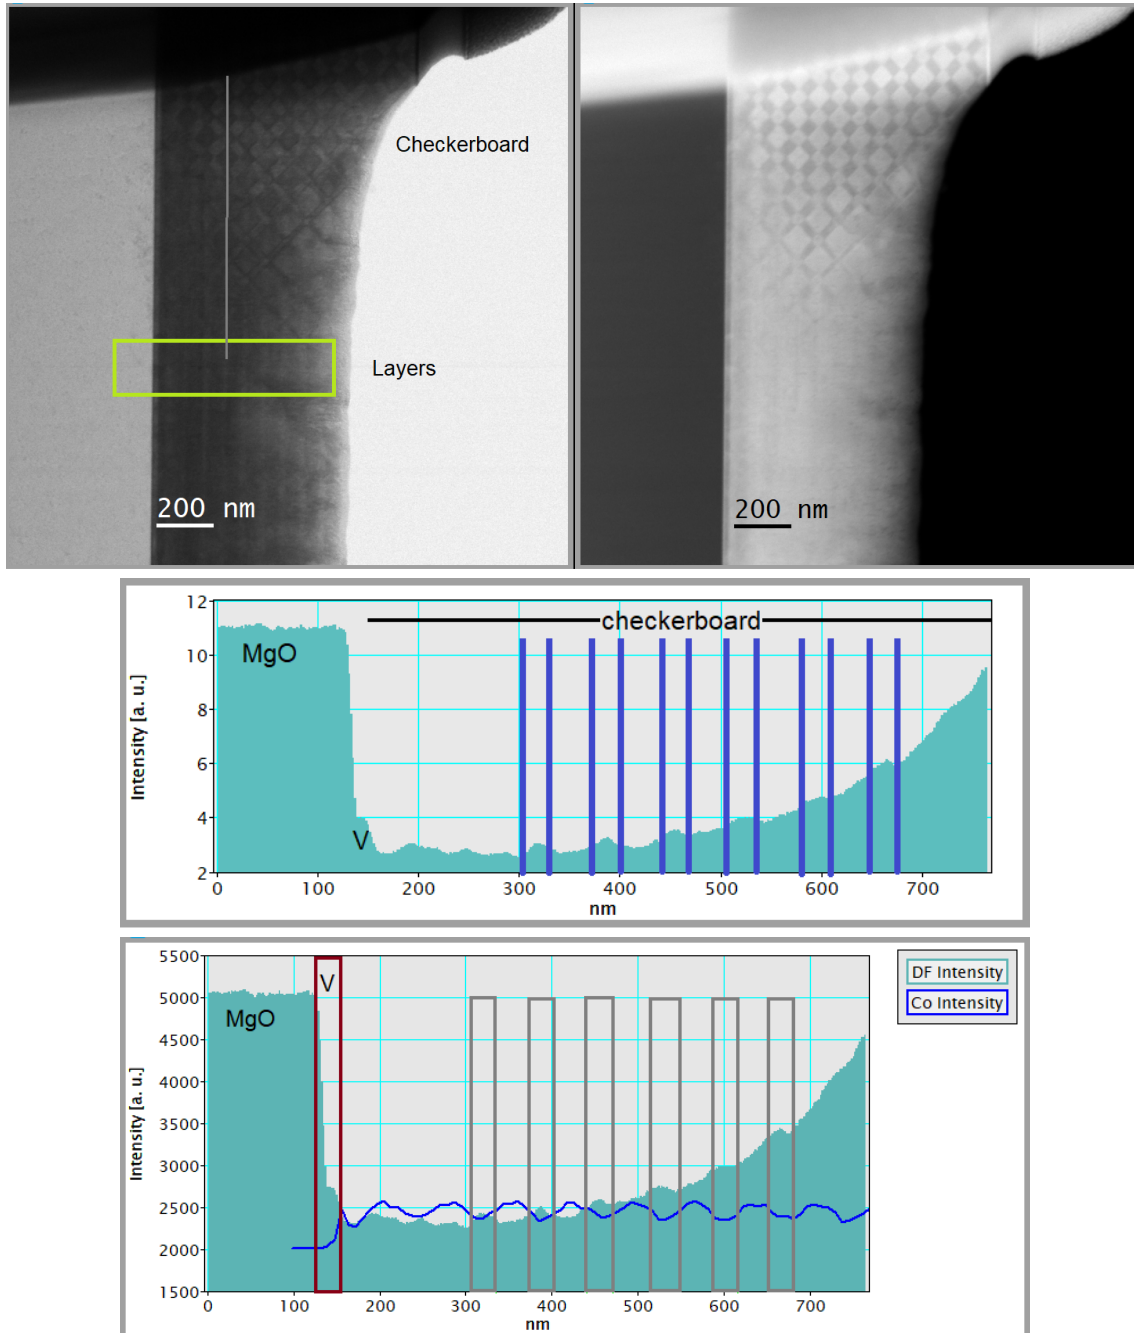 Checkerboard
Layers
200 nm
200 nm
12
10
8
6
4
2
Intensity [a. u.]
MgO
V
checkerboard
0
100
200
300
400
500
600
700
nm
5500
5000
4500
4000
3500
3000
2500
2000
1500
Intensity [a. u.]
MgO
V
DF Intensity
Co Intensity
0
100
200
300
400
500
600
700
nm